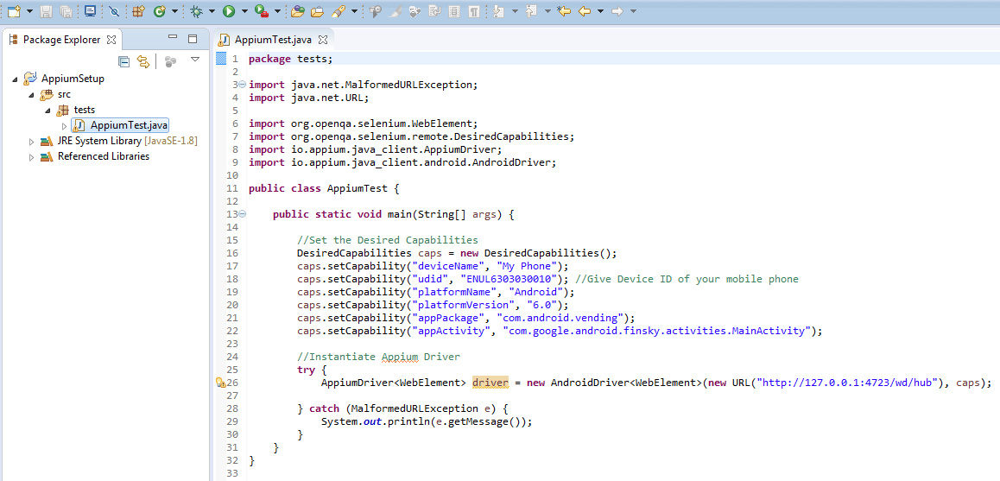 Package Explorer
AppiumSetup
src
tests
AppiumTest.java
JRE System Library [JavaSE-1.8]
Referenced Libraries
AppiumTest.java
1 package tests;
2
3 import java.net.MalformedURLException;
4 import java.net.URL;
5
6 import org.openqa.selenium.WebElement;
7 import org.openqa.selenium.remote.DesiredCapabilities;
8 import io.appium.java_client.AppiumDriver;
9 import io.appium.java_client.android.AndroidDriver;
10
11 public class AppiumTest {
12
13 public static void main(String[] args) {
14
15 //Set the Desired Capabilities
16 DesiredCapabilities caps = new DesiredCapabilities();
17 caps.setCapability("deviceName", "My Phone");
18 caps.setCapability("udid", "ENUL6303030010"); //Give Device ID of your mobile phone
19 caps.setCapability("platformName", "Android");
20 caps.setCapability("platformVersion", "6.0");
21 caps.setCapability("appPackage", "com.android.vending");
22 caps.setCapability("appActivity", "com.google.android.finsky.activities.MainActivity");
23
24 //Instantiate Appium Driver
25 try {
26 AppiumDriver<WebElement> driver = new AndroidDriver<WebElement>(new URL("http://127.0.0.1:4723/wd/hub"), caps);
27
28 } catch (MalformedURLException e) {
29 System.out.println(e.getMessage());
30 }
31 }
32 }
33